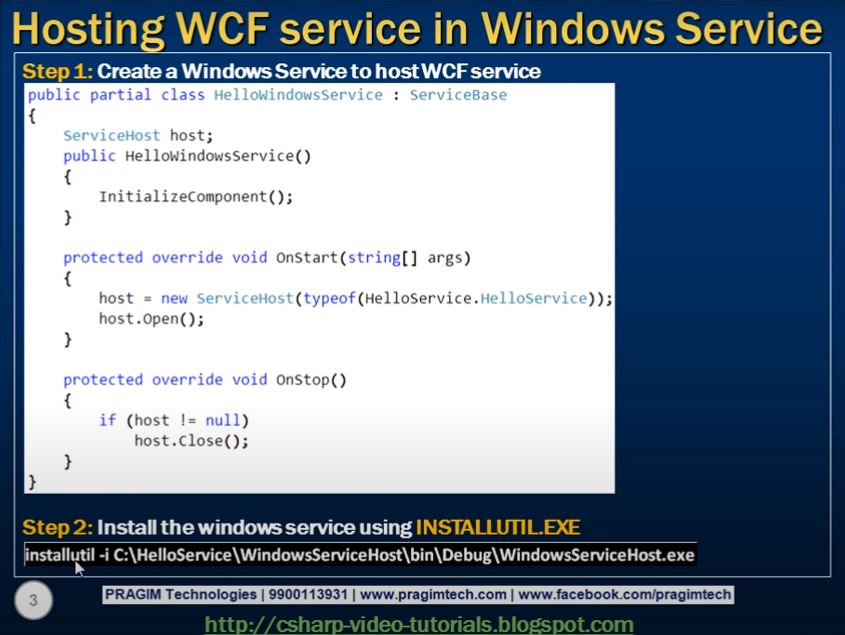 Hosting WCF service in Windows Service
Step 1: Create a Windows Service to host WCF service
public partial class HelloWindowsService : ServiceBase
{
ServiceHost host;
public HelloWindowsService()
{
InitializeComponent();
}
protected override void OnStart(string[] args)
{
host = new ServiceHost(typeof(HelloService.HelloService));
host.Open();
}
protected override void OnStop()
{
if (host != null)
host.Close();
}
}
Step 2: Install the windows service using INSTALLUTIL.EXE
installutil -i C:\HelloService\WindowsServiceHost\bin\Debug\WindowsServiceHost.exe
3
PRAGIM Technologies | 9900113931 | www.pragimtech.com | www.facebook.com/pragimtech
http://csharp-video-tutorials.blogspot.com